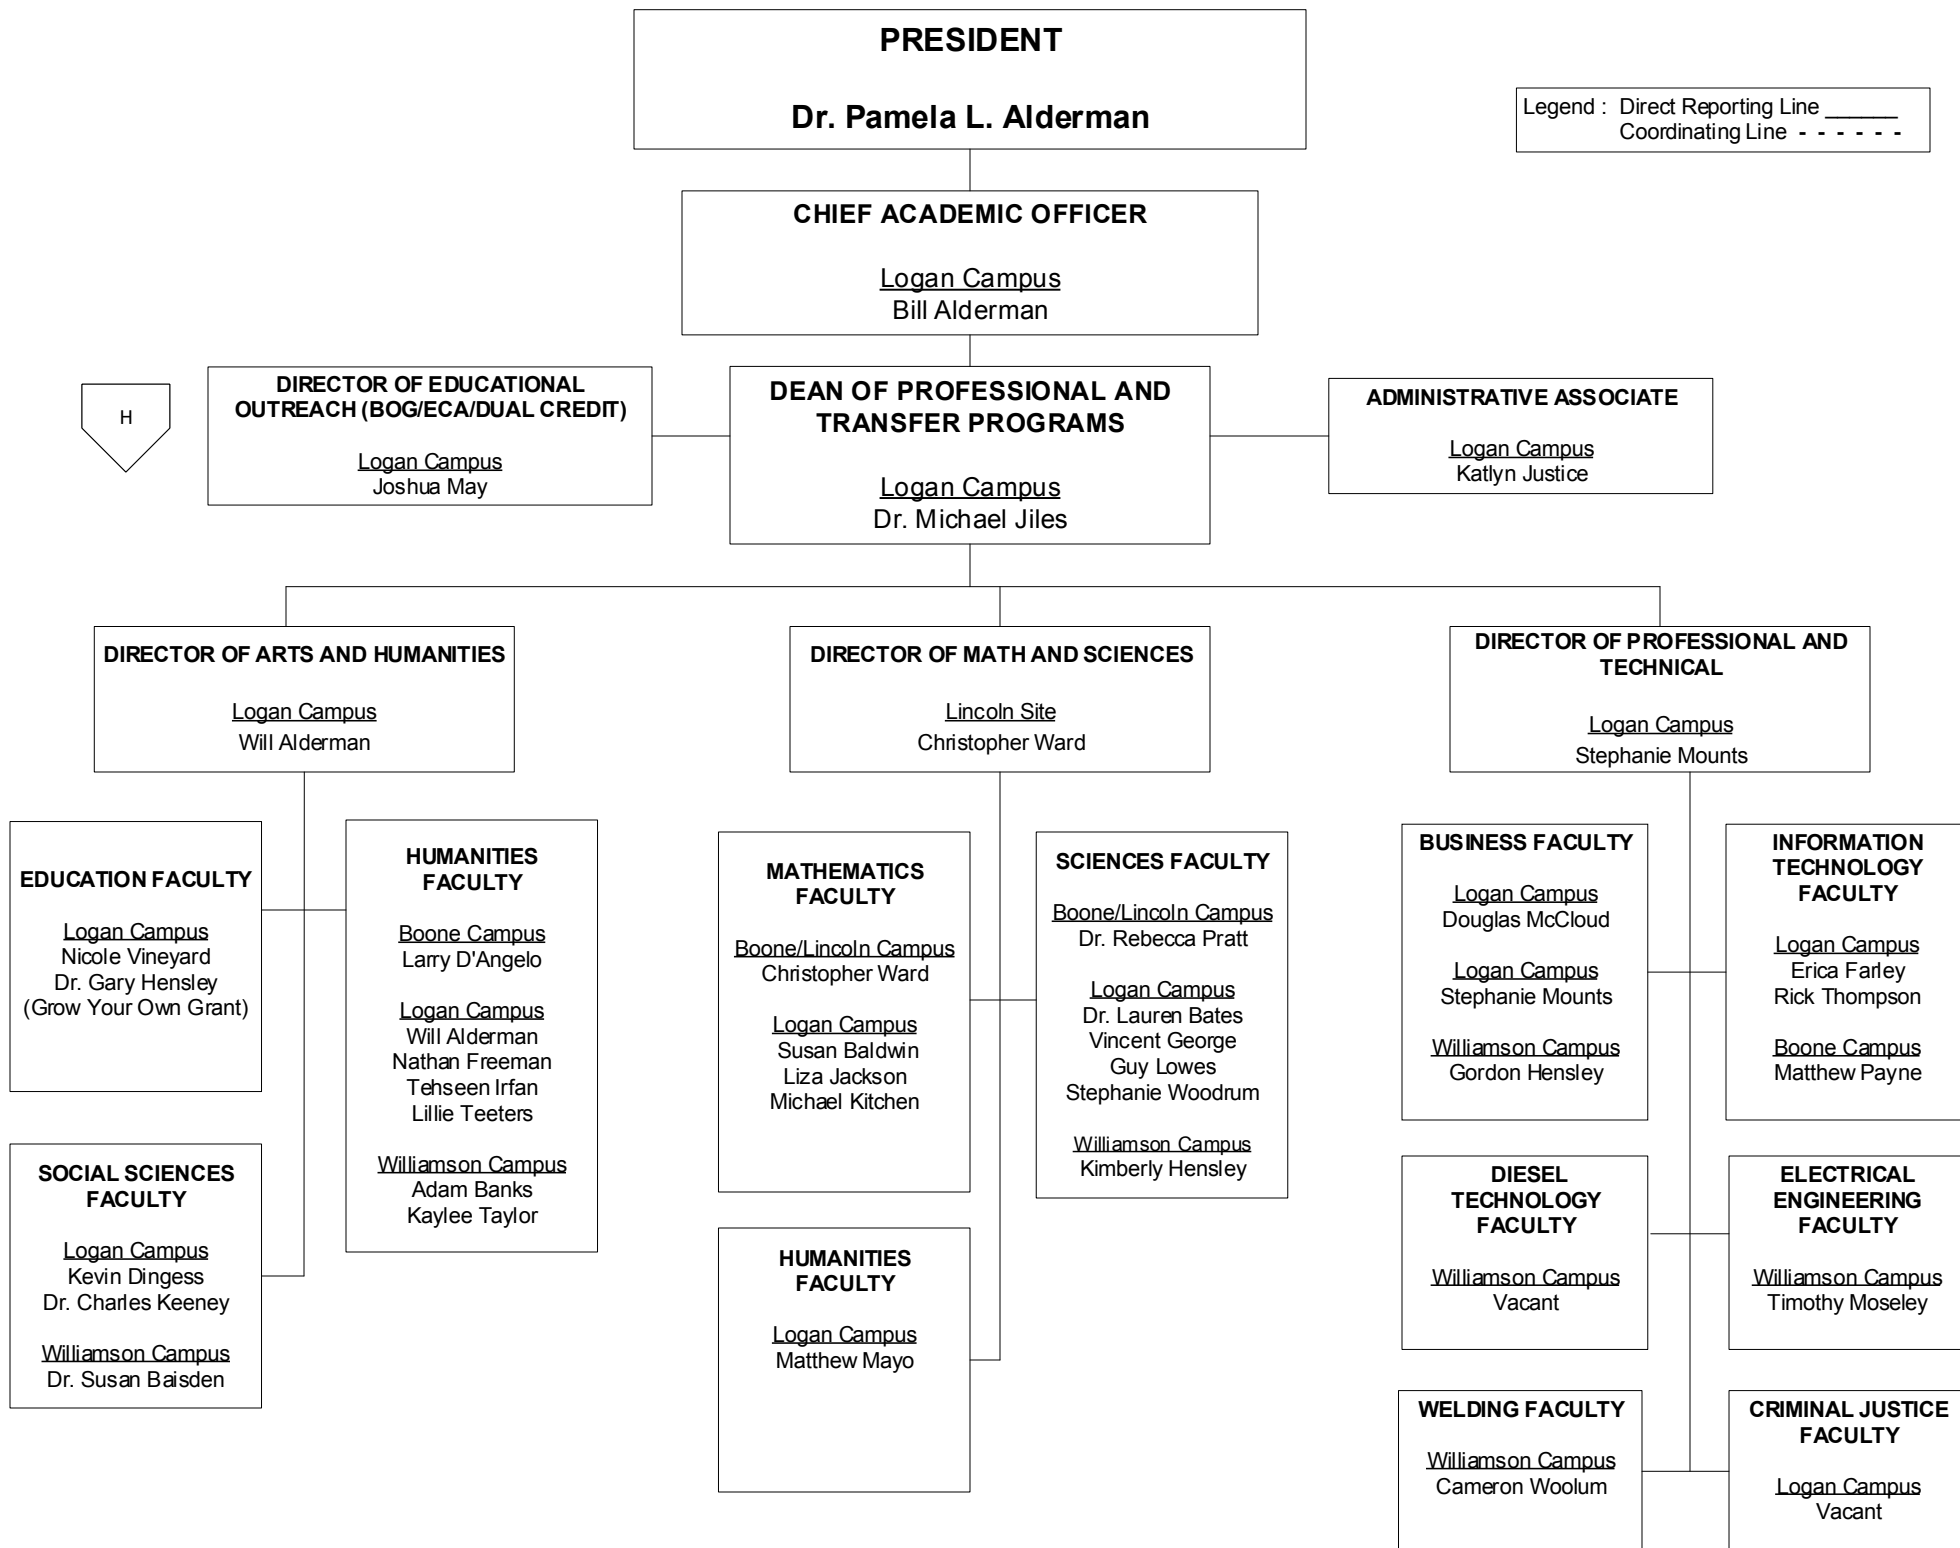 PRESIDENT
Dr. Pamela L. Alderman
Legend : Direct Reporting Line ______
Coordinating Line - - - - - -
CHIEF ACADEMIC OFFICER
Logan Campus
Bill Alderman
H
DIRECTOR OF EDUCATIONAL
OUTREACH (BOG/ECA/DUAL CREDIT)
Logan Campus
Joshua May
DEAN OF PROFESSIONAL AND
TRANSFER PROGRAMS
Logan Campus
Dr. Michael Jiles
ADMINISTRATIVE ASSOCIATE
Logan Campus
Katlyn Justice
DIRECTOR OF ARTS AND HUMANITIES
Logan Campus
Will Alderman
DIRECTOR OF MATH AND SCIENCES
Lincoln Site
Christopher Ward
DIRECTOR OF PROFESSIONAL AND
TECHNICAL
Logan Campus
Stephanie Mounts
EDUCATION FACULTY
Logan Campus
Nicole Vineyard
Dr. Gary Hensley
(Grow Your Own Grant)
HUMANITIES
FACULTY
Boone Campus
Larry D'Angelo
Logan Campus
Will Alderman
Nathan Freeman
Tehseen Irfan
Lillie Teeters
Williamson Campus
Adam Banks
Kaylee Taylor
SOCIAL SCIENCES
FACULTY
Logan Campus
Kevin Dingess
Dr. Charles Keeney
Williamson Campus
Dr. Susan Baisden
MATHEMATICS
FACULTY
Boone/Lincoln Campus
Christopher Ward
Logan Campus
Susan Baldwin
Liza Jackson
Michael Kitchen
SCIENCES FACULTY
Boone/Lincoln Campus
Dr. Rebecca Pratt
Logan Campus
Dr. Lauren Bates
Vincent George
Guy Lowes
Stephanie Woodrum
Williamson Campus
Kimberly Hensley
HUMANITIES
FACULTY
Logan Campus
Matthew Mayo
BUSINESS FACULTY
Logan Campus
Douglas McCloud
Logan Campus
Stephanie Mounts
Williamson Campus
Gordon Hensley
INFORMATION
TECHNOLOGY
FACULTY
Logan Campus
Erica Farley
Rick Thompson
Boone Campus
Matthew Payne
DIESEL
TECHNOLOGY
FACULTY
Williamson Campus
Vacant
ELECTRICAL
ENGINEERING
FACULTY
Williamson Campus
Timothy Moseley
WELDING FACULTY
Williamson Campus
Cameron Woolum
CRIMINAL JUSTICE
FACULTY
Logan Campus
Vacant